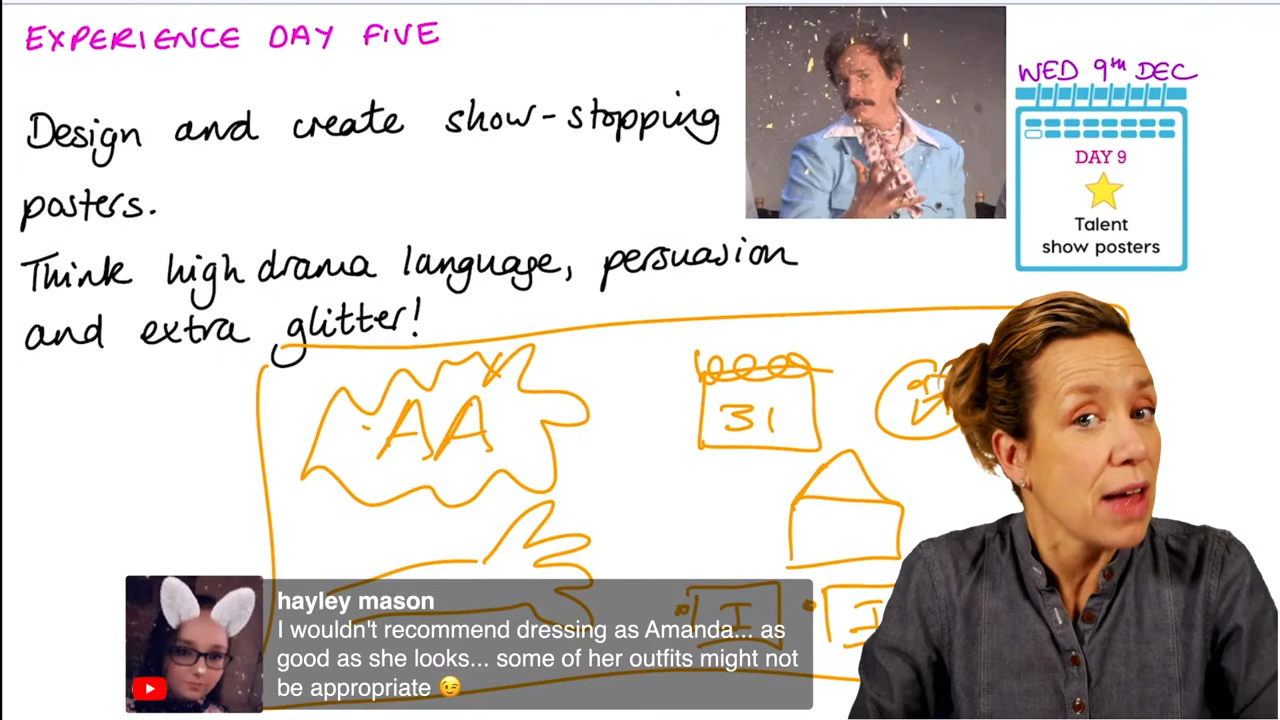 EXPERIENCE DAY FIVE
Design and create show-stopping
posters.
Think high drama language, persuasion
and extra glitter!
WED 9th DEC
DAY 9
Talent
show posters
AA
31
I
I
hayley mason
I wouldn't recommend dressing as Amanda... as
good as she looks... some of her outfits might not
be appropriate 😉